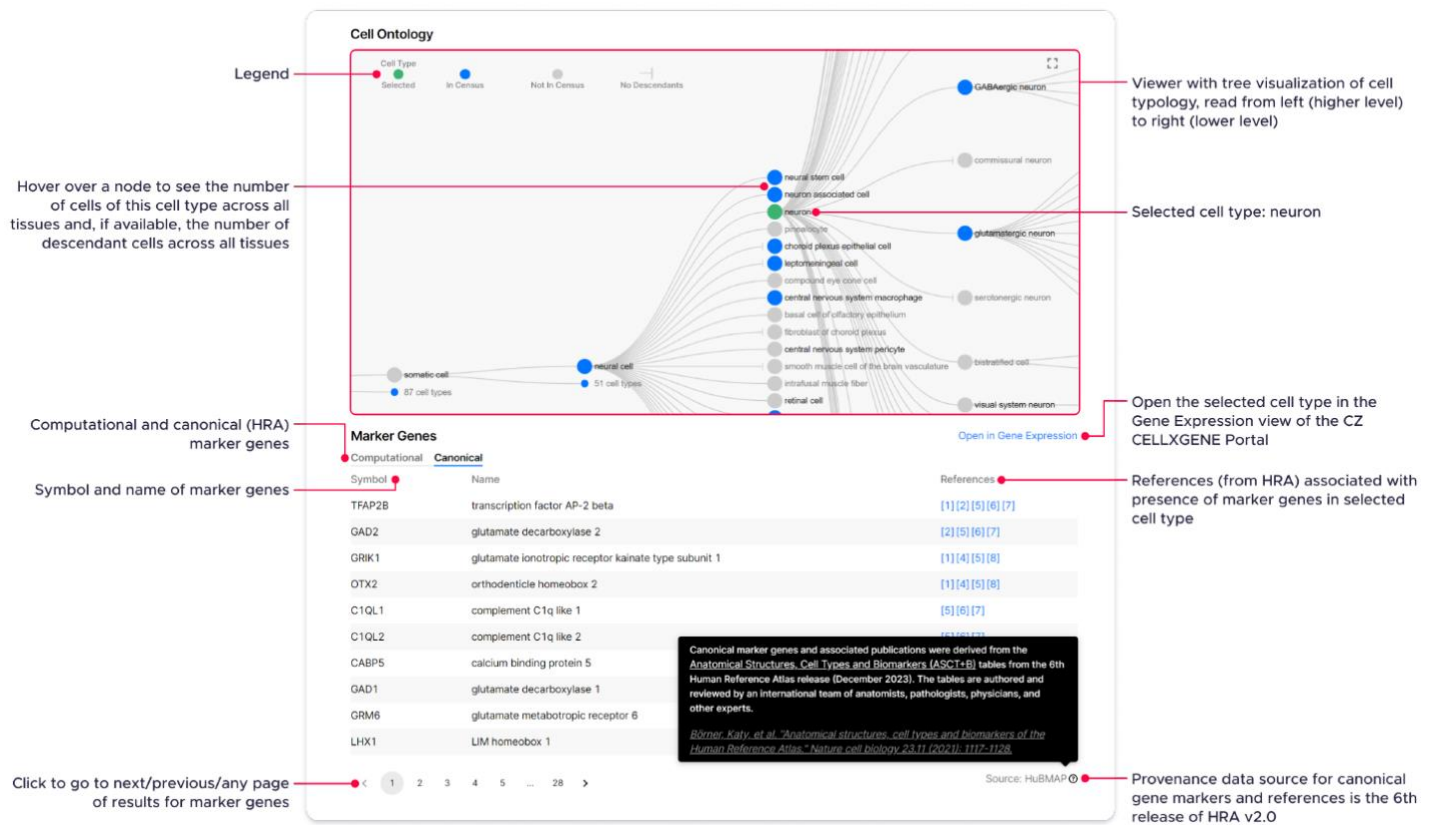 Cell Ontology
Legend
Cell Type
Selected
In Census
Not In Census
No Descendants
GABAergic neuron
Viewer with tree visualization of cell
typology, read from left (higher level)
to right (lower level)
commissural neuron
Hover over a node to see the number
of cells of this cell type across all
tissues and, if available, the number of
descendant cells across all tissues
neural stem cell
neuron associated cell
neuron
pinealocyte
choroid plexus epithelial cell
leptomeningeal cell
compound eye cone cell
central nervous system macrophage
basal cell of olfactory epithelium
fibroblast of choroid plexus
central nervous system pericyte
smooth muscle cell of the brain vasculature
intrafusal muscle fiber
retinal cell
Selected cell type: neuron
glutamatergic neuron
serotonergic neuron
bistratified cell
visual system neuron
somatic cell
87 cell types
neural cell
51 cell types
Computational and canonical (HRA)
marker genes
Marker Genes
Open in Gene Expression
Open the selected cell type in the
Gene Expression view of the CZ
CELLXGENE Portal
Computational Canonical
Symbol and name of marker genes
Symbol Name References
References (from HRA) associated with
presence of marker genes in selected
cell type
TFAP2B transcription factor AP-2 beta [1] [2] [5] [6] [7]
GAD2 glutamate decarboxylase 2 [2] [5] [6] [7]
GRIK1 glutamate ionotropic receptor kainate type subunit 1 [1] [4] [5] [8]
OTX2 orthodenticle homeobox 2 [1] [4] [5] [8]
C1QL1 complement C1q like 1 [5] [6] [7]
C1QL2 complement C1q like 2
CABP5 calcium binding protein 5
GAD1 glutamate decarboxylase 1
GRM6 glutamate metabotropic receptor 6
LHX1 LIM homeobox 1
Canonical marker genes and associated publications were derived from the
Anatomical Structures, Cell Types and Biomarkers (ASCT+B) tables from the 6th
Human Reference Atlas release (December 2023). The tables are authored and
reviewed by an international team of anatomists, pathologists, physicians, and
other experts.
Börner, Katy, et al. "Anatomical structures, cell types and biomarkers of the
Human Reference Atlas." Nature cell biology 23.11 (2021): 1117-1128.
Click to go to next/previous/any page
of results for marker genes
< 1 2 3 4 5 ... 28 >
Source: HuBMAP
Provenance data source for canonical
gene markers and references is the 6th
release of HRA v2.0